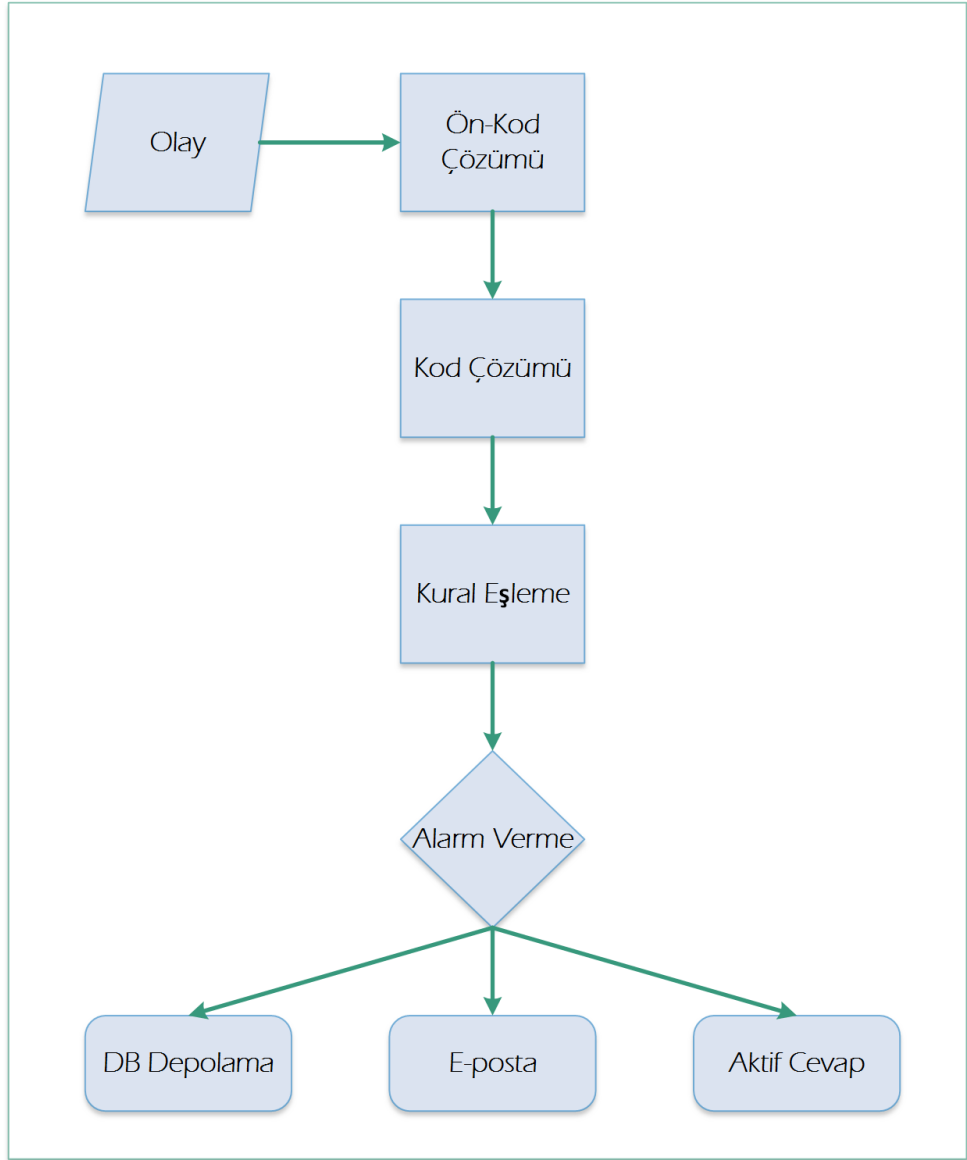 Olay
Ön-Kod
Çözümü
Kod Çözümü
Kural Eşleme
Alarm Verme
DB Depolama
E-posta
Aktif Cevap